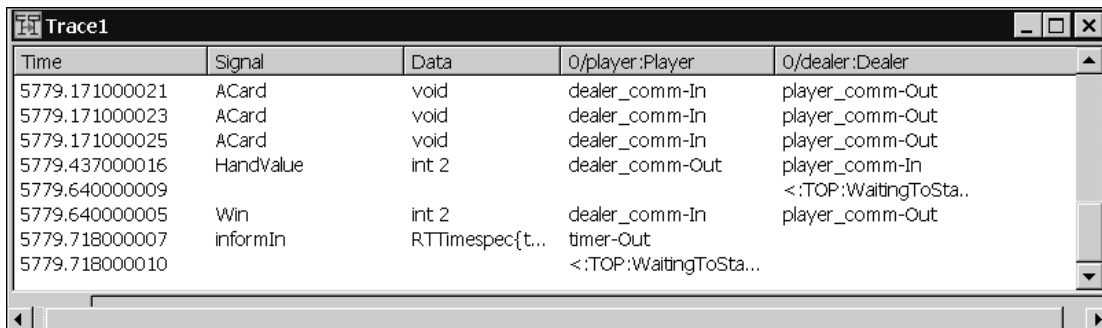 Trace1
Time Signal Data 0/player:Player 0/dealer:Dealer
5779.171000021 ACard void dealer_comm-In player_comm-Out
5779.171000023 ACard void dealer_comm-In player_comm-Out
5779.171000025 ACard void dealer_comm-In player_comm-Out
5779.437000016 HandValue int 2 dealer_comm-Out player_comm-In
5779.640000009 <:TOP:WaitingToSta..
5779.640000005 Win int 2 dealer_comm-In player_comm-Out
5779.718000007 informIn RTTimespec{t... timer-Out
5779.718000010 <:TOP:WaitingToSta...